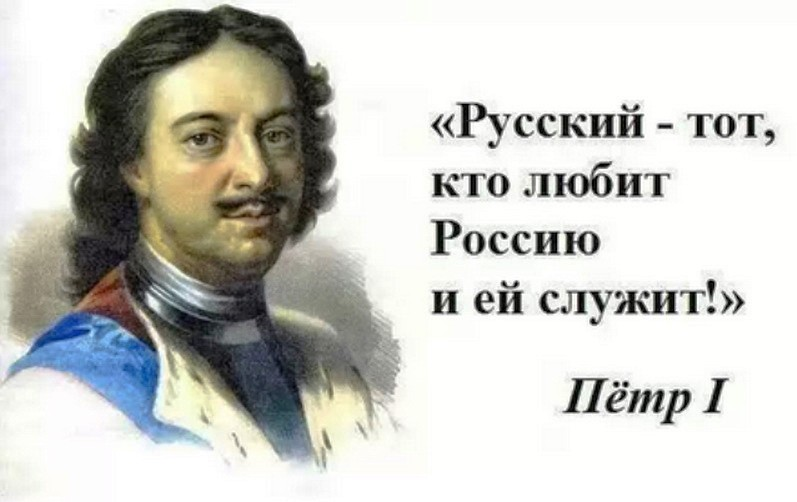 «Русский - тот,
кто любит
Россию
и ей служит!»
Пётр I